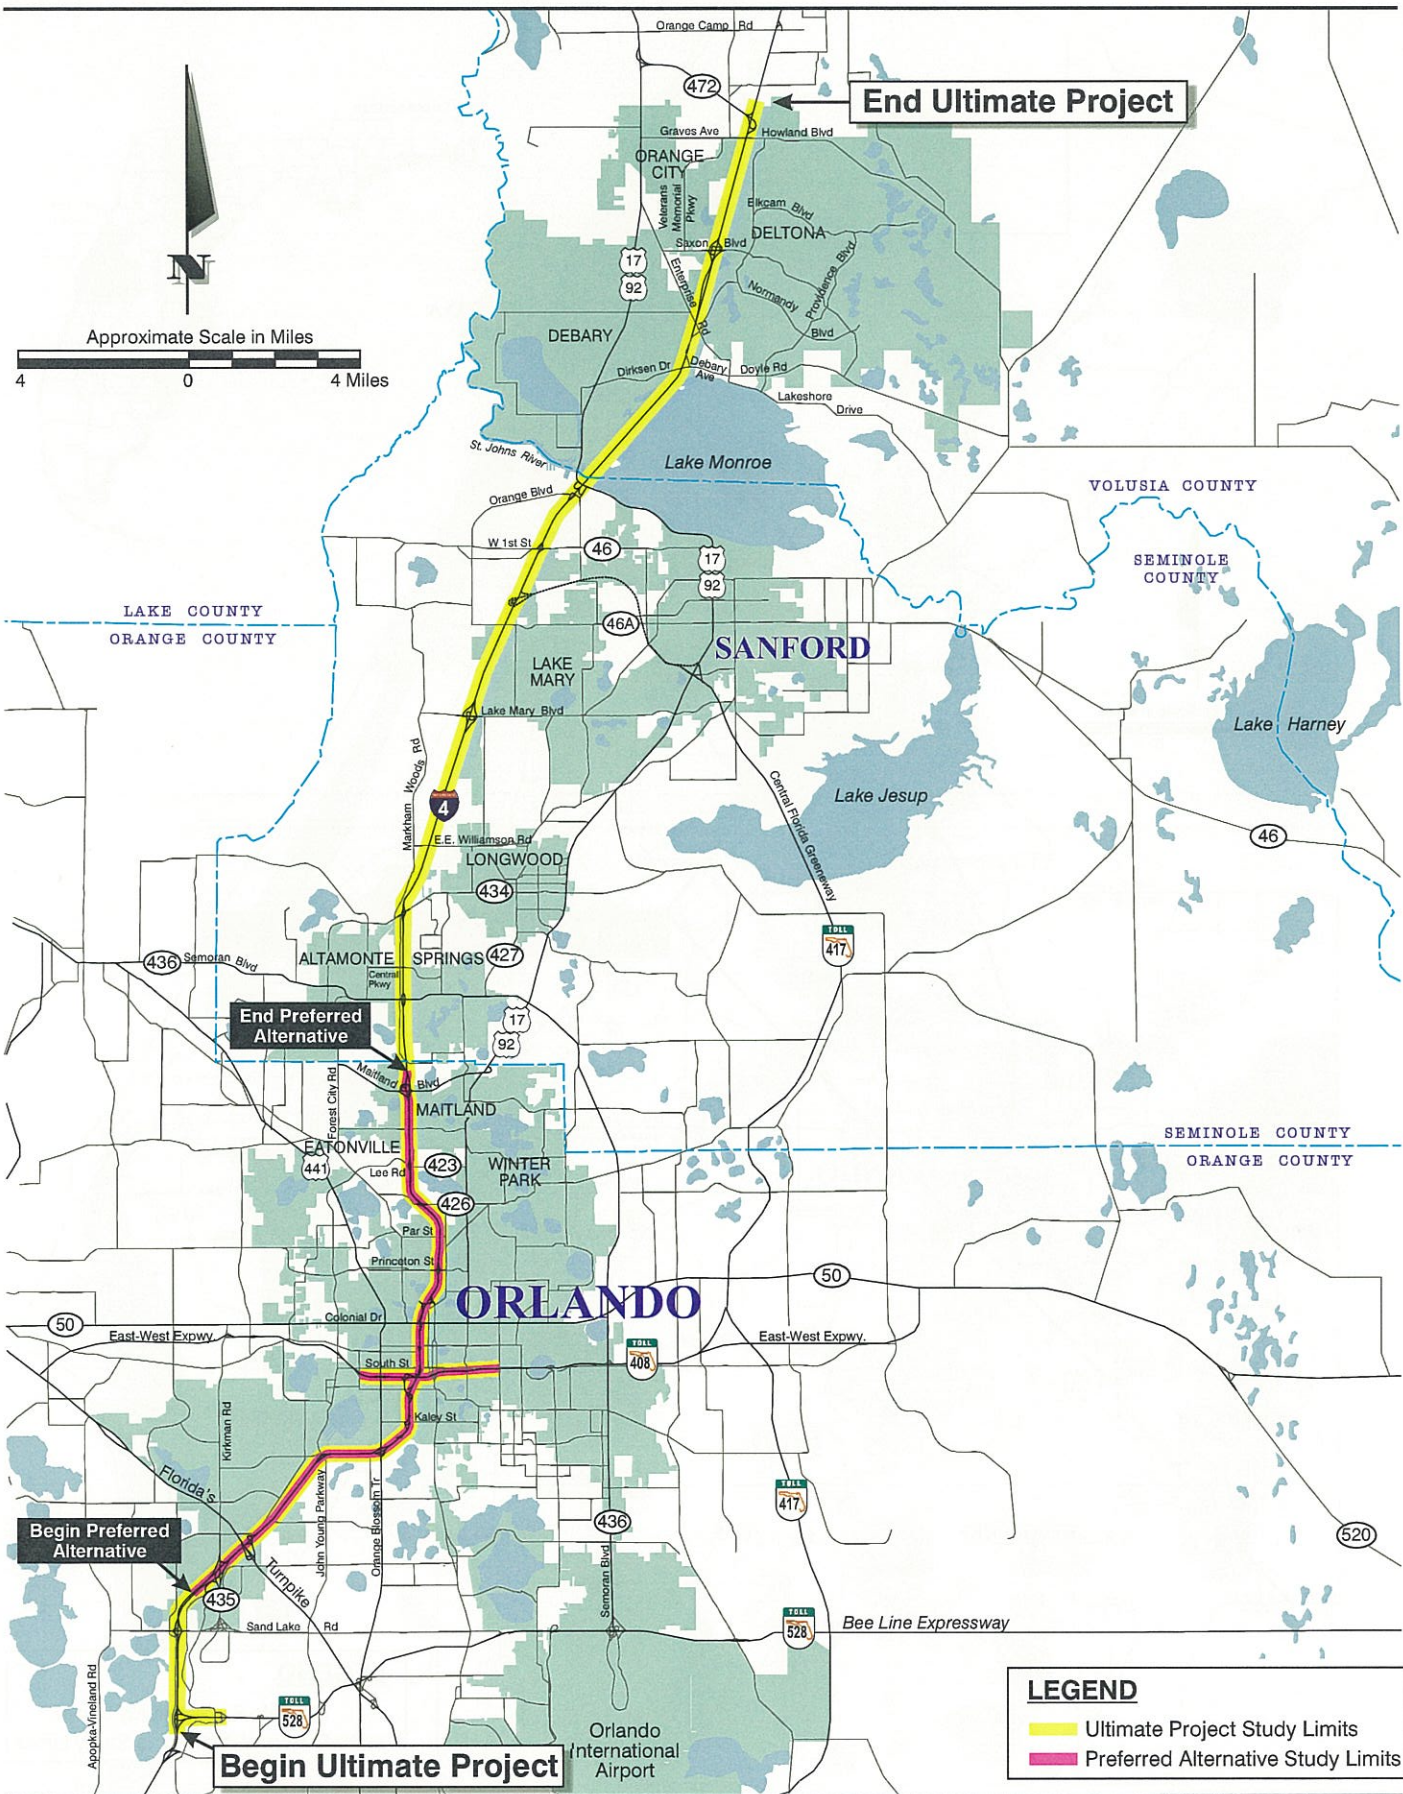 Orange Camp Rd
472
End Ultimate Project
Graves Ave
Howland Blvd
ORANGE
CITY
Veterans
Memorial
Pkwy
Elkcam Blvd
DELTONA
Saxon Blvd
17
92
Enterprise Rd
Providence Blvd
Normandy
Blvd
N
Approximate Scale in Miles
4 0 4 Miles
DEBARY
Dirksen Dr
Debary
Ave
Doyle Rd
Lakeshore
Drive
St. Johns River
Lake Monroe
Orange Blvd
VOLUSIA COUNTY
SEMINOLE
COUNTY
W 1st St
46
17
92
LAKE COUNTY
ORANGE COUNTY
46A
SANFORD
LAKE
MARY
Lake Mary Blvd
Lake Harney
Markham Woods Rd
Central Florida Greeneway
Lake Jesup
4
46
E.E. Williamson Rd
LONGWOOD
434
TOLL
417
436
Semoran Blvd
ALTAMONTE SPRINGS
427
Central
Pkwy
End Preferred
Alternative
17
92
Maitland Blvd
Forest City Rd
MAITLAND
SEMINOLE COUNTY
ORANGE COUNTY
EATONVILLE
441
Lee Rd
423
WINTER
PARK
426
Par St
Princeton St
50
ORLANDO
Colonial Dr
50
East-West Expwy.
East-West Expwy.
South St
TOLL
408
Kaley St
Kirkman Rd
Florida's
Turnpike
John Young Parkway
Orange Blossom Tr
TOLL
417
436
520
Begin Preferred
Alternative
Semoran Blvd
435
Sand Lake Rd
TOLL
528
Bee Line Expressway
Apopka-Vineland Rd
TOLL
528
Begin Ultimate Project
Orlando
International
Airport
LEGEND
Ultimate Project Study Limits
Preferred Alternative Study Limits